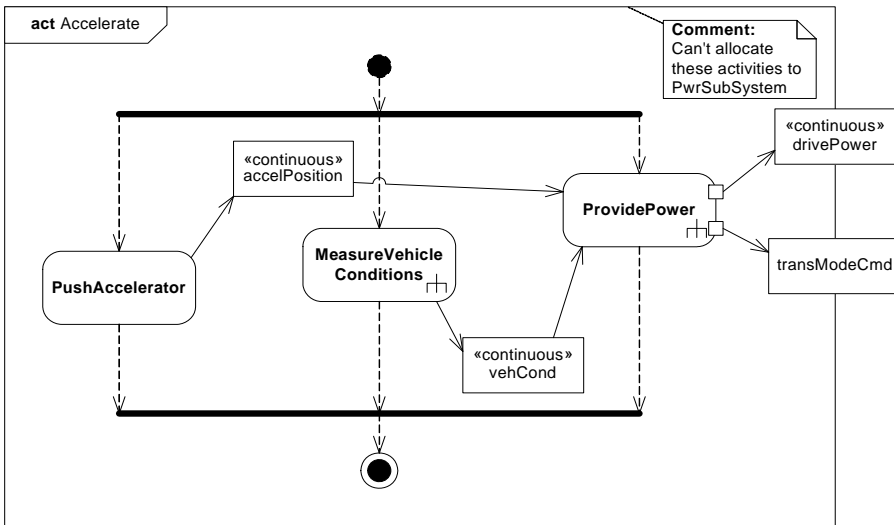 act Accelerate
Comment:
Can't allocate
these activities to
PwrSubSystem
«continuous»
drivePower
«continuous»
accelPosition
ProvidePower
MeasureVehicle
Conditions
PushAccelerator
transModeCmd
«continuous»
vehCond